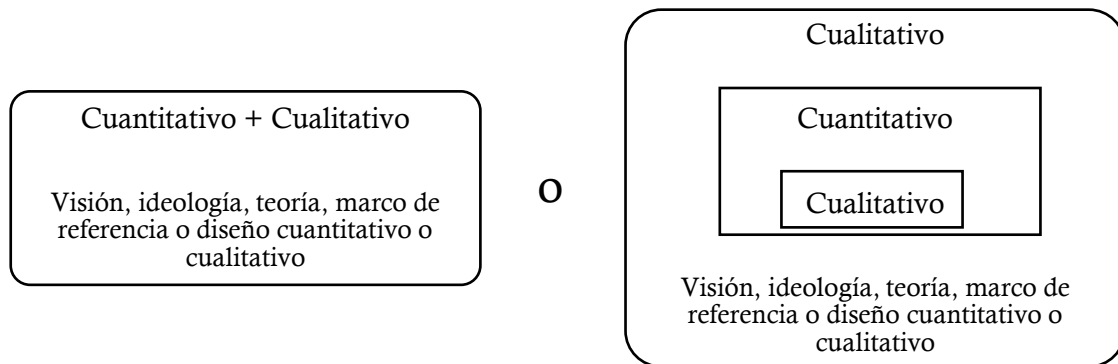 Cuantitativo + Cualitativo
Visión, ideología, teoría, marco de
referencia o diseño cuantitativo o
cualitativo
o
Cualitativo
Cuantitativo
Cualitativo
Visión, ideología, teoría, marco de
referencia o diseño cuantitativo o
cualitativo